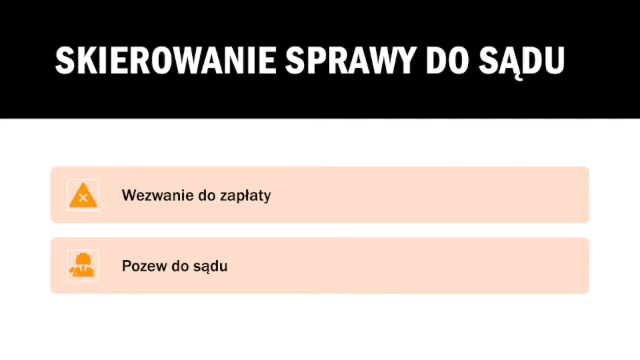 SKIEROWANIE SPRAWY DO SĄDU
Wezwanie do zapłaty
Pozew do sądu